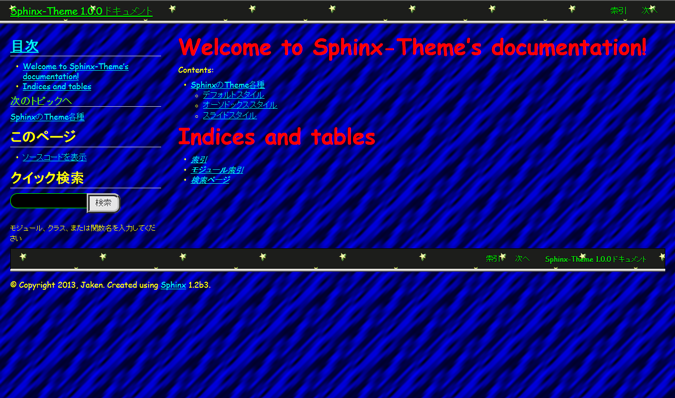 Sphinx-Theme 1.0.0 ドキュメント
索引 次へ
目次
Welcome to Sphinx-Theme's
documentation!
Indices and tables
次のトピックへ
SphinxのTheme各種
このページ
ソースコードを表示
クイック検索
検索
モジュール、クラス、または関数名を入力してくだ
さい
Welcome to Sphinx-Theme's documentation!
Contents:
SphinxのTheme各種
デフォルトスタイル
オーソドックススタイル
スライドスタイル
Indices and tables
索引
モジュール索引
検索ページ
索引 次へ Sphinx-Theme 1.0.0 ドキュメント
© Copyright 2013, Jaken. Created using Sphinx 1.2b3.